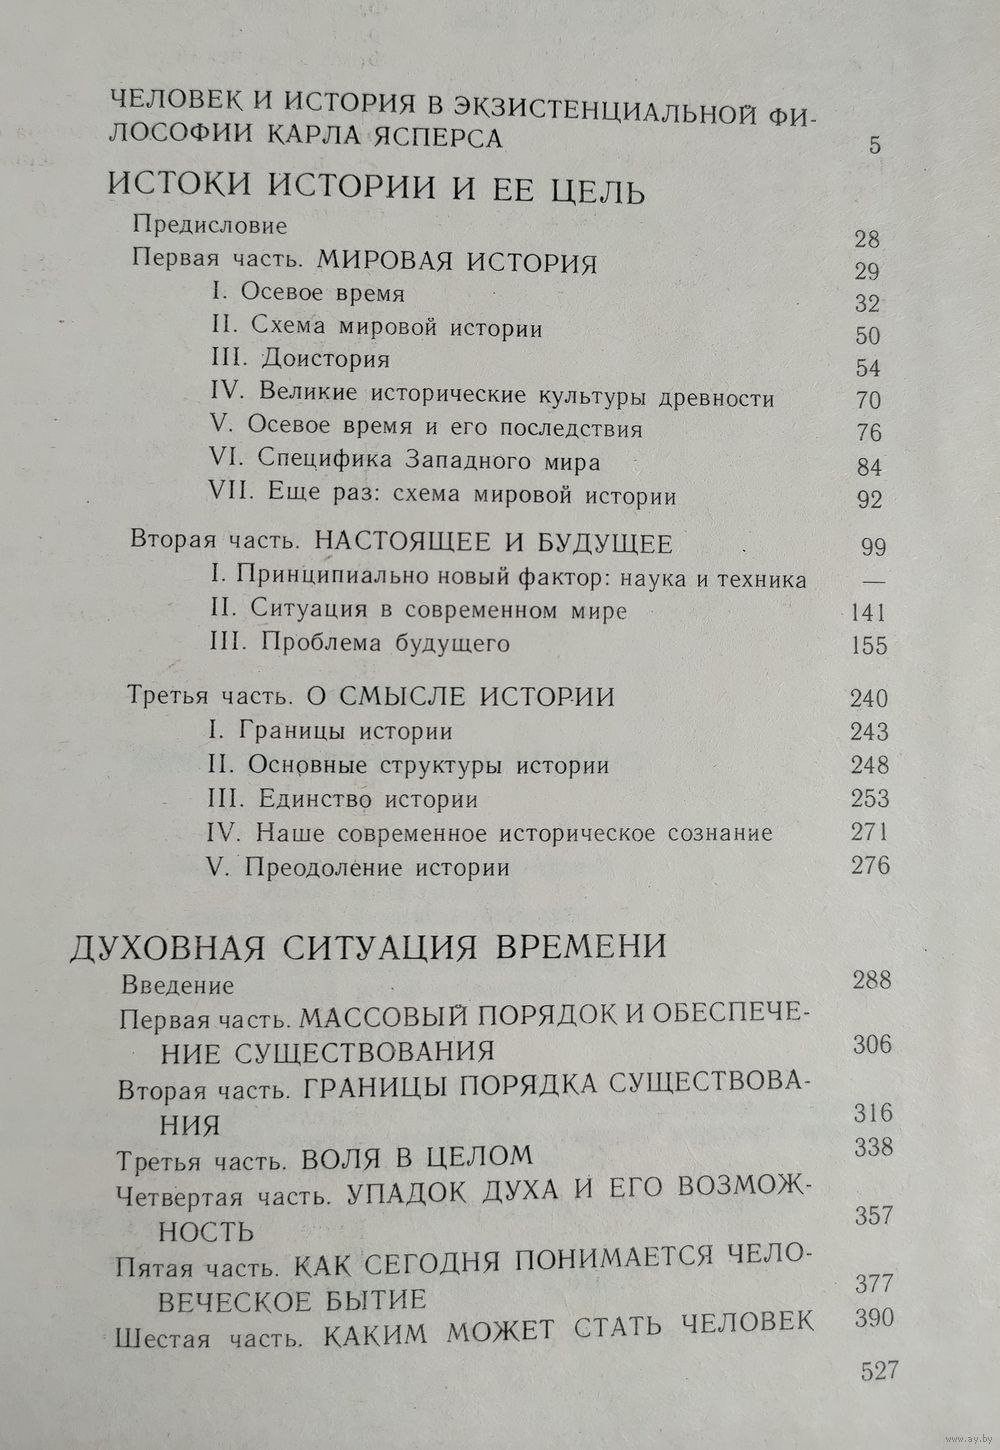 ЧЕЛОВЕК И ИСТОРИЯ В ЭКЗИСТЕНЦИАЛЬНОЙ ФИ-
ЛОСОФИИ КАРЛА ЯСПЕРСА 5
ИСТОКИ ИСТОРИИ И ЕЕ ЦЕЛЬ
Предисловие 28
Первая часть. МИРОВАЯ ИСТОРИЯ 29
I. Осевое время 32
II. Схема мировой истории 50
III. Доистория 54
IV. Великие исторические культуры древности 70
V. Осевое время и его последствия 76
VI. Специфика Западного мира 84
VII. Еще раз: схема мировой истории 92
Вторая часть. НАСТОЯЩЕЕ И БУДУЩЕЕ 99
I. Принципиально новый фактор: наука и техника —
II. Ситуация в современном мире 141
III. Проблема будущего 155
Третья часть. О СМЫСЛЕ ИСТОРИИ 240
I. Границы истории 243
II. Основные структуры истории 248
III. Единство истории 253
IV. Наше современное историческое сознание 271
V. Преодоление истории 276
ДУХОВНАЯ СИТУАЦИЯ ВРЕМЕНИ
Введение 288
Первая часть. МАССОВЫЙ ПОРЯДОК И ОБЕСПЕЧЕ-
НИЕ СУЩЕСТВОВАНИЯ 306
Вторая часть. ГРАНИЦЫ ПОРЯДКА СУЩЕСТВОВА-
НИЯ 316
Третья часть. ВОЛЯ В ЦЕЛОМ 338
Четвертая часть. УПАДОК ДУХА И ЕГО ВОЗМОЖ-
НОСТЬ 357
Пятая часть. КАК СЕГОДНЯ ПОНИМАЕТСЯ ЧЕЛО-
ВЕЧЕСКОЕ БЫТИЕ 377
Шестая часть. КАКИМ МОЖЕТ СТАТЬ ЧЕЛОВЕК 390
527
www.ay.by